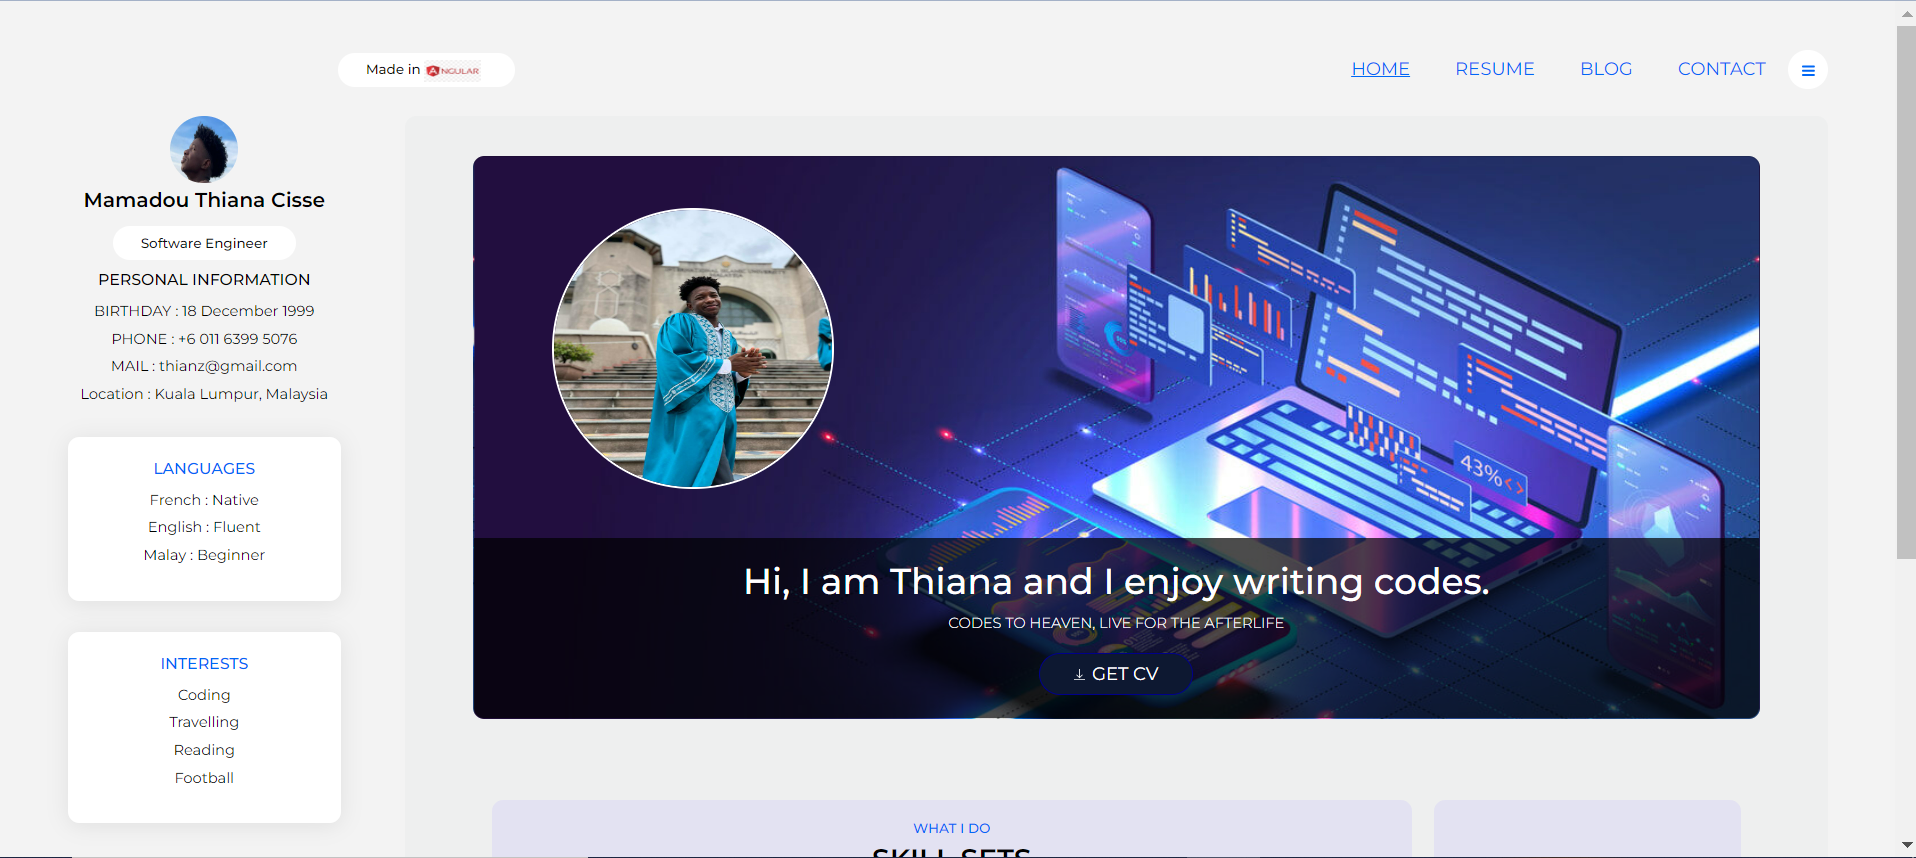 Made in ANGULAR
HOME
RESUME
BLOG
CONTACT
Mamadou Thiana Cisse
Software Engineer
PERSONAL INFORMATION
BIRTHDAY : 18 December 1999
PHONE : +6 011 6399 5076
MAIL : thianz@gmail.com
Location : Kuala Lumpur, Malaysia
LANGUAGES
French : Native
English : Fluent
Malay : Beginner
INTERESTS
Coding
Travelling
Reading
Football
43%<>
Hi, I am Thiana and I enjoy writing codes.
CODES TO HEAVEN, LIVE FOR THE AFTERLIFE
GET CV
WHAT I DO
SKILL SETS